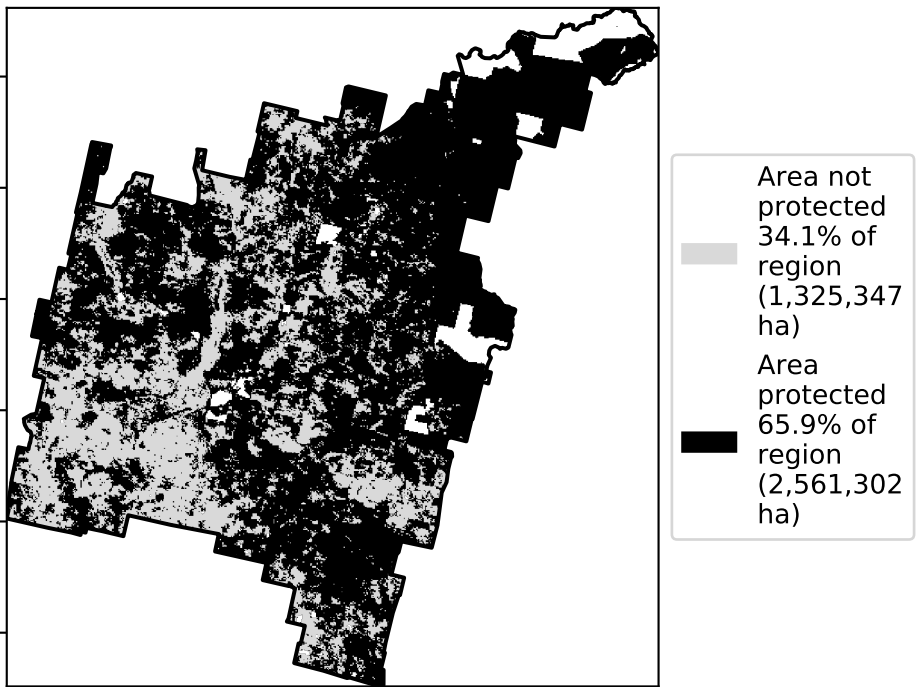 Area not
protected
34.1% of
region
(1,325,347
ha)
Area
protected
65.9% of
region
(2,561,302
ha)